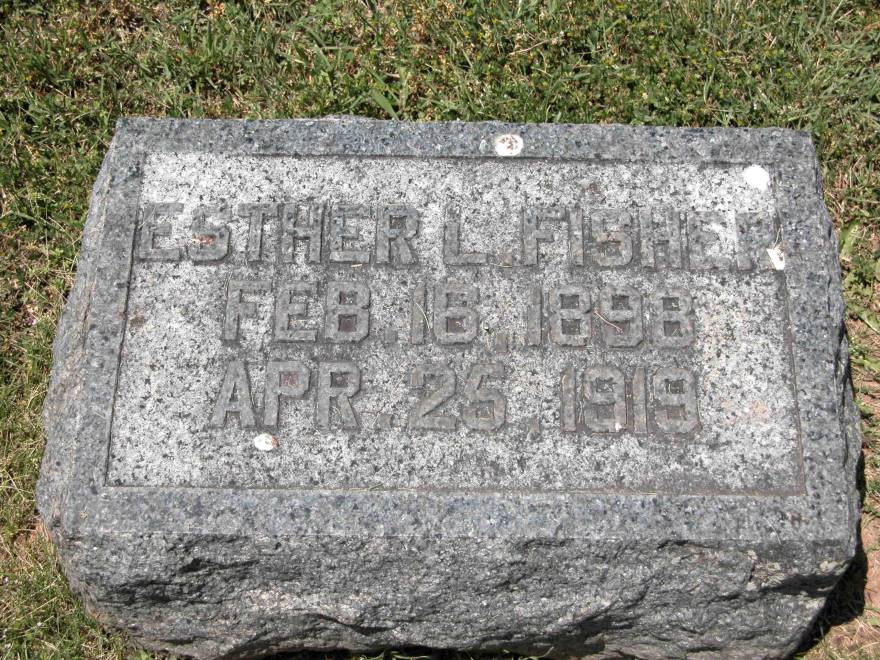 ESTHER L. FISHER
FEB. 16, 1898
APR. 25, 1919